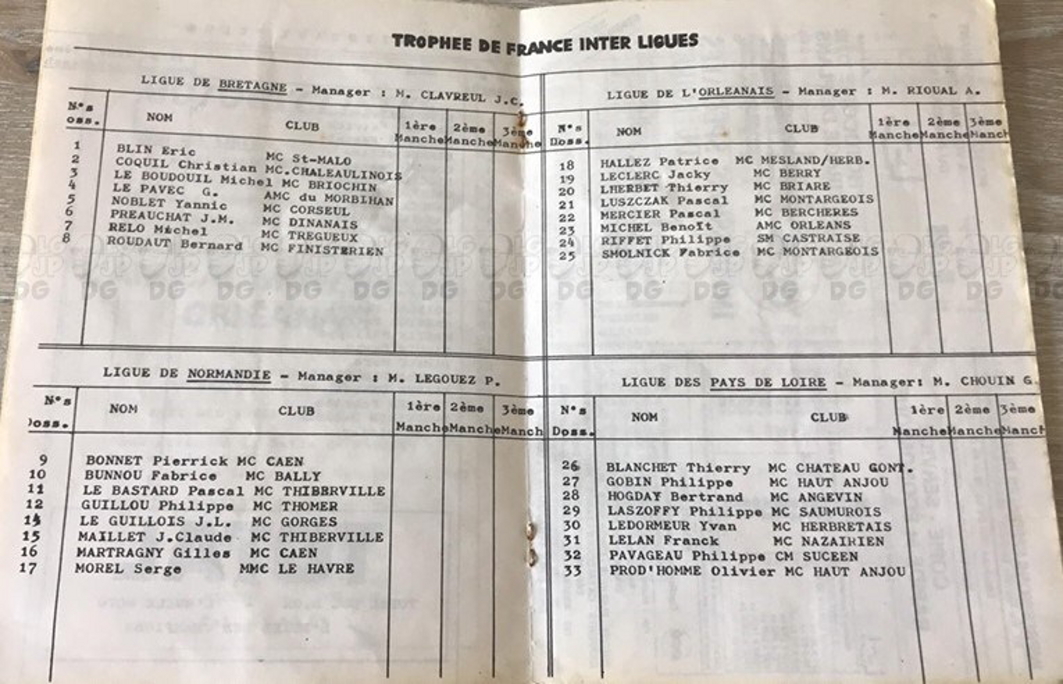 TROPHEE DE FRANCE INTER LIGUES
LIGUE DE BRETAGNE - Manager : M. CLAVREUL J.C.
N°s NOM CLUB 1ère 2ème 3ème
oss. Manche Manche Manche
1 BLIN Eric MC St-MALO
2 COQUIL Christian MC.CHALEAULINOIS
3 LE BOUDOUIL Michel MC BRIOCHIN
4 LE PAVEC G. AMC du MORBIHAN
5 NOBLET Yannic MC CORSEUL
6 PREAUCHAT J.M. MC DINANAIS
7 RELO Michel MC TREGUEUX
8 ROUDAUT Bernard MC FINISTERIEN
LIGUE DE L'ORLEANAIS - Manager : M. RIOUAL A.
N°s NOM CLUB 1ère 2ème 3ème
Doss. Manche Manche Manch
18 HALLEZ Patrice MC MESLAND/HERB.
19 LECLERC Jacky MC BERRY
20 LHERBET Thierry MC BRIARE
21 LUSZCZAK Pascal MC MONTARGEOIS
22 MERCIER Pascal MC BERCHERES
23 MICHEL Benoît AMC ORLEANS
24 RIFFET Philippe SM CASTRAISE
25 SMOLNICK Fabrice MC MONTARGEOIS
LIGUE DE NORMANDIE - Manager : M. LEGOUEZ P.
N°s NOM CLUB 1ère 2ème 3ème
oss. Manche Manche Manch
9 BONNET Pierrick MC CAEN
10 BUNNOU Fabrice MC BALLY
11 LE BASTARD Pascal MC THIBERVILLE
12 GUILLOU Philippe MC THOMER
14 LE GUILLOIS J.L. MC GORGES
15 MAILLET J.Claude MC THIBERVILLE
16 MARTRAGNY Gilles MC CAEN
17 MOREL Serge MMC LE HAVRE
LIGUE DES PAYS DE LOIRE - Manager: M. CHOUIN G.
N°s NOM CLUB 1ère 2ème 3ème
Doss. Manche Manche Manch
26 BLANCHET Thierry MC CHATEAU GONT.
27 GOBIN Philippe MC HAUT ANJOU
28 HOGDAY Bertrand MC ANGEVIN
29 LASZOFFY Philippe MC SAUMUROIS
30 LEDORMEUR Yvan MC HERBRETAIS
31 LELAN Franck MC NAZAIRIEN
32 PAVAGEAU Philippe CM SUCEEN
33 PROD'HOMME Olivier MC HAUT ANJOU